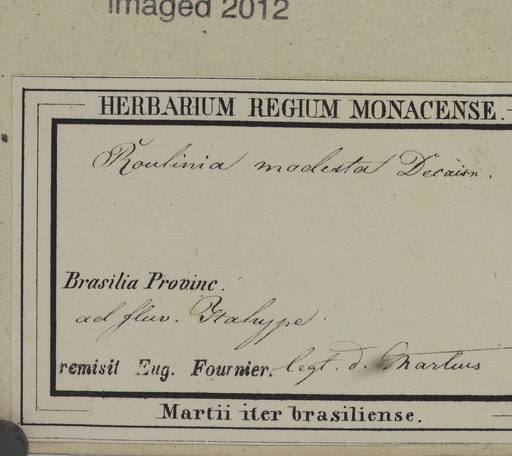 Imaged 2012
HERBARIUM REGIUM MONACENSE.
Roulinia modesta Decaisn.
Brasilia Provinc.
ad fluv. Itahype.
remisit Eug. Fournier. legt. d. Martius
Martii iter brasiliense.